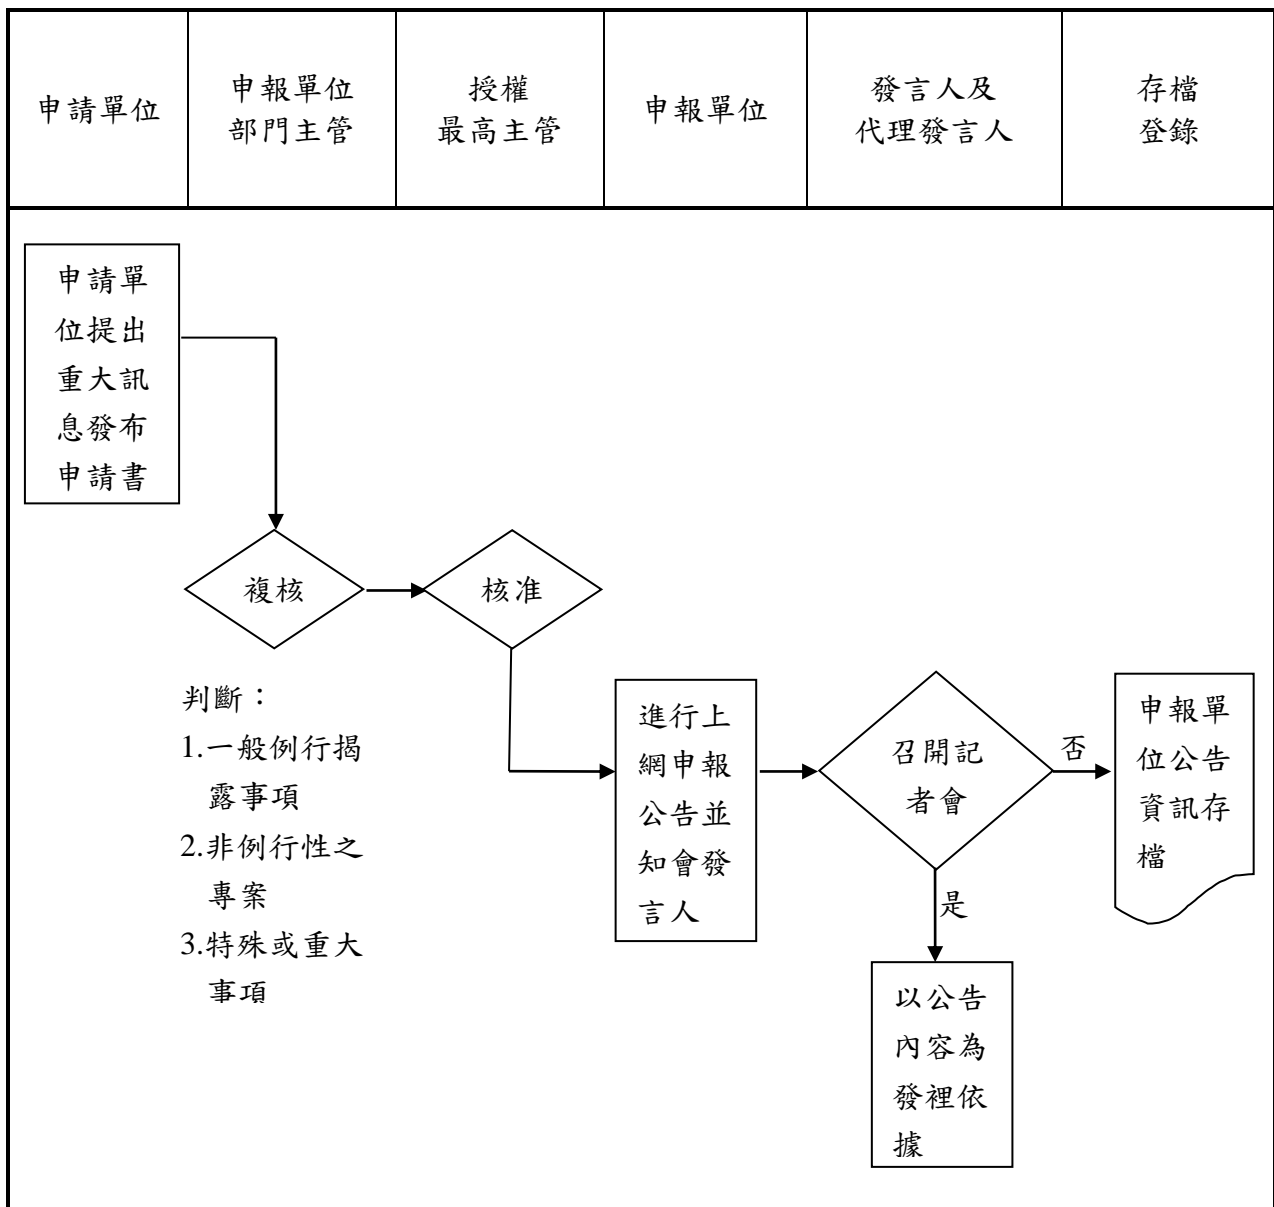 申請單位
申報單位
部門主管
授權
最高主管
申報單位
發言人及
代理發言人
存檔
登錄
申請單
位提出
重大訊
息發布
申請書
複核
核准
判斷：
1.一般例行揭
露事項
2.非例行性之
專案
3.特殊或重大
事項
進行上
網申報
公告並
知會發
言人
召開記
者會
否
是
申報單
位公告
資訊存
檔
以公告
內容為
發裡依
據